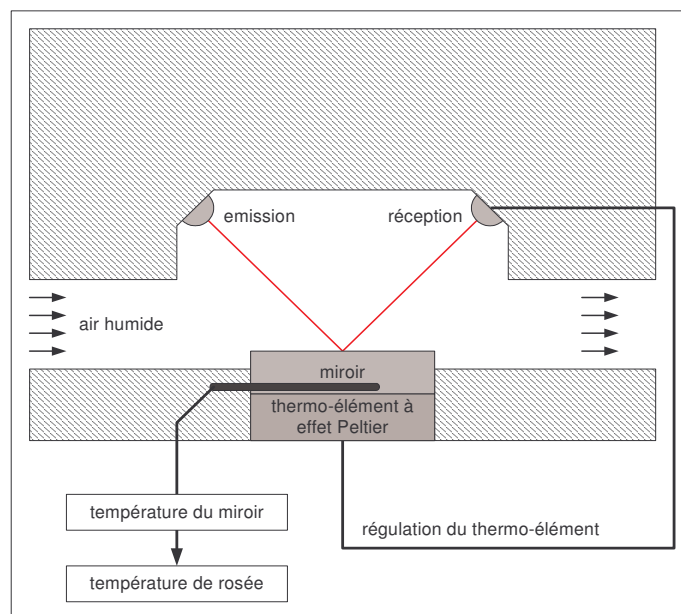 emission
réception
air humide
miroir
thermo-élément à
effet Peltier
température du miroir
régulation du thermo-élément
température de rosée